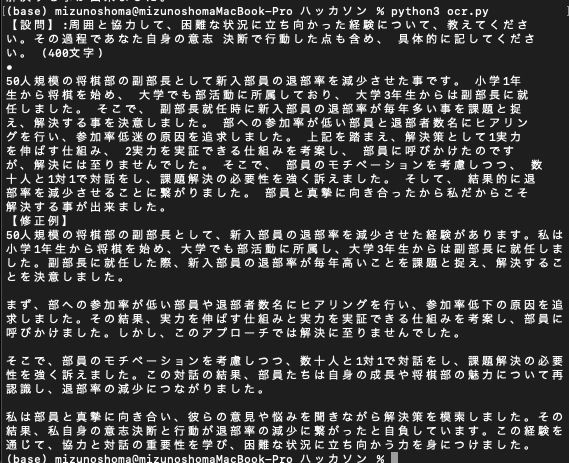 (base) mizunoshoma@mizunoshomaMacBook-Pro ハッカソン % python3 ocr.py
【設問】:周囲と協力して、困難な状況に立ち向かった経験について、教えてくださ
い。その過程であなた自身の意志 決断で行動した点も含め、 具体的に記してくださ
い。 (400文字)
●
50人規模の将棋部の副部長として新入部員の退部率を減少させた事です。 小学1年
生から将棋を始め、 大学でも部活動に所属しており、 大学3年生からは副部長に就
任しました。 そこで、 副部長就任時に新入部員の退部率が毎年多い事を課題と捉
え、解決する事を決意しました。 部への参加率が低い部員と退部者数名にヒアリン
グを行い、参加率低迷の原因を追求しました。 上記を踏まえ、解決策として1実力
を伸ばす仕組み、 2実力を実証できる仕組みを考案し、 部員に呼びかけたのです
が、解決には至りませんでした。 そこで、 部員のモチベーションを考慮しつつ、 数
十人と1対1で対話をし、課題解決の必要性を強く訴えました。 そして、 結果的に退
部率を減少させることに繋がりました。 部員と真摯に向き合ったから私だからこそ
解決する事が出来ました。
【修正例】
50人規模の将棋部の副部長として、新入部員の退部率を減少させた経験があります。私は
小学1年生から将棋を始め、大学でも部活動に所属し、大学3年生からは副部長に就任しま
した。副部長に就任した際、新入部員の退部率が毎年高いことを課題と捉え、解決するこ
とを決意しました。
まず、部への参加率が低い部員や退部者数名にヒアリングを行い、参加率低下の原因を追
求しました。その結果、実力を伸ばす仕組みと実力を実証できる仕組みを考案し、部員に
呼びかけました。しかし、このアプローチでは解決に至りませんでした。
そこで、部員のモチベーションを考慮しつつ、数十人と1対1で対話をし、課題解決の必要
性を強く訴えました。この対話の結果、部員たちは自身の成長や将棋部の魅力について再
認識し、退部率の減少につながりました。
私は部員と真摯に向き合い、彼らの意見や悩みを聞きながら解決策を模索しました。その
結果、私自身の意志決断と行動が退部率の減少に繋がったと自負しています。この経験を
通じて、協力と対話の重要性を学び、困難な状況に立ち向かう力を身につけました。
(base) mizunoshoma@mizunoshomaMacBook-Pro ハッカソン %